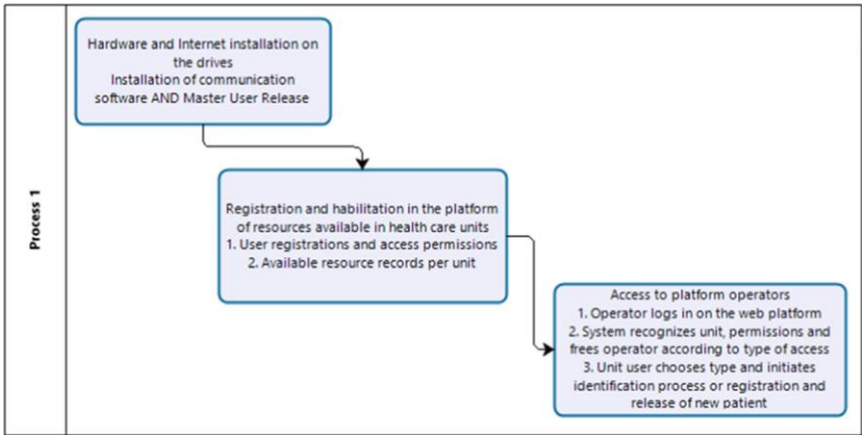 Process 1
Hardware and Internet installation on
the drives
Installation of communication
software AND Master User Release
Registration and habilitation in the platform
of resources available in health care units
1. User registrations and access permissions
2. Available resource records per unit
Access to platform operators
1. Operator logs in on the web platform
2. System recognizes unit, permissions and
frees operator according to type of access
3. Unit user chooses type and initiates
identification process or registration and
release of new patient